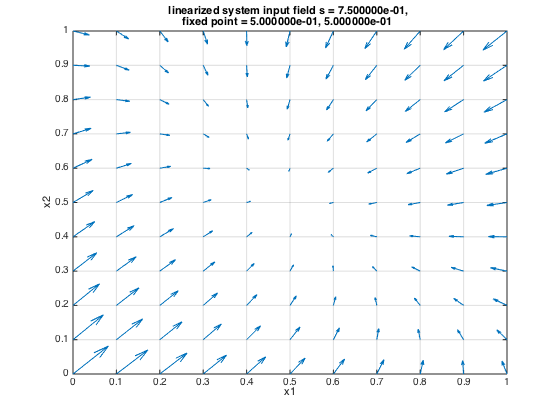 linearized system input field s = 7.500000e-01,
fixed point = 5.000000e-01, 5.000000e-01
1
0.9
0.8
0.7
0.6
0.5
0.4
0.3
0.2
0.1
0
x2
0 0.1 0.2 0.3 0.4 0.5 0.6 0.7 0.8 0.9 1
x1